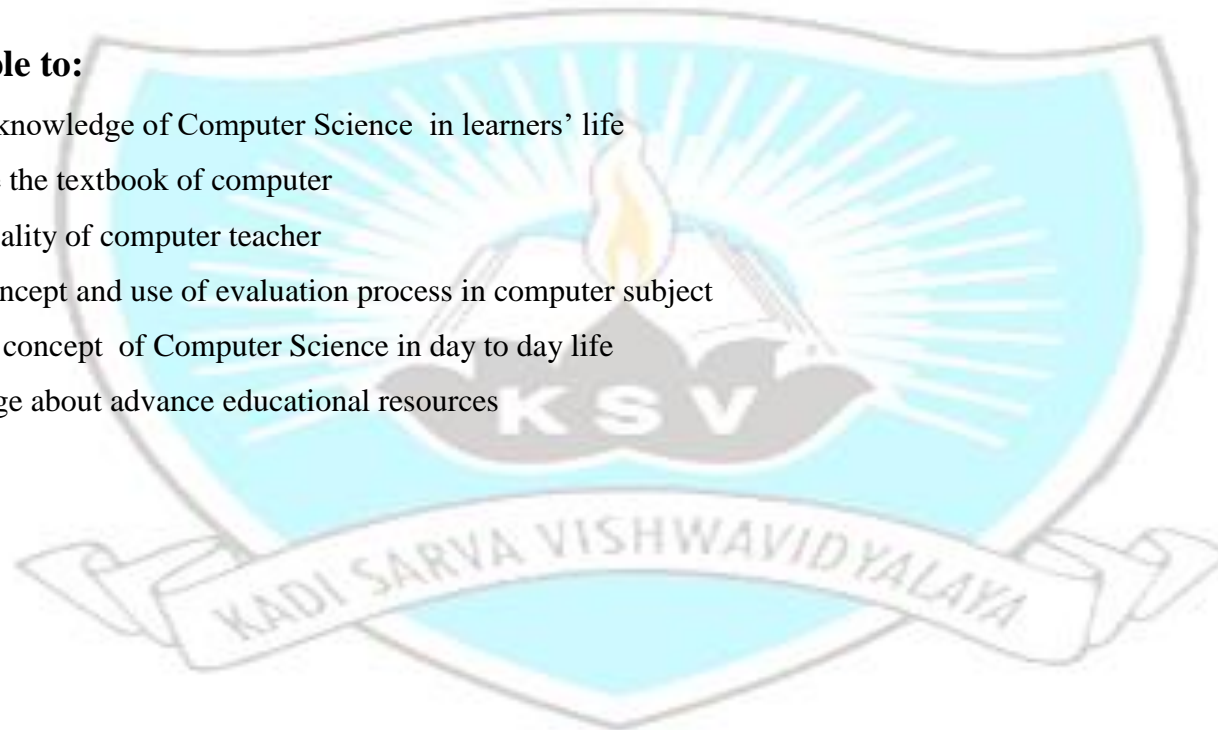 ble to:
knowledge of Computer Science in learners’ life
the textbook of computer
ality of computer teacher
ncept and use of evaluation process in computer subject
concept of Computer Science in day to day life
ge about advance educational resources
KSV
KADI SARVA VISHWAVIDYALAYA